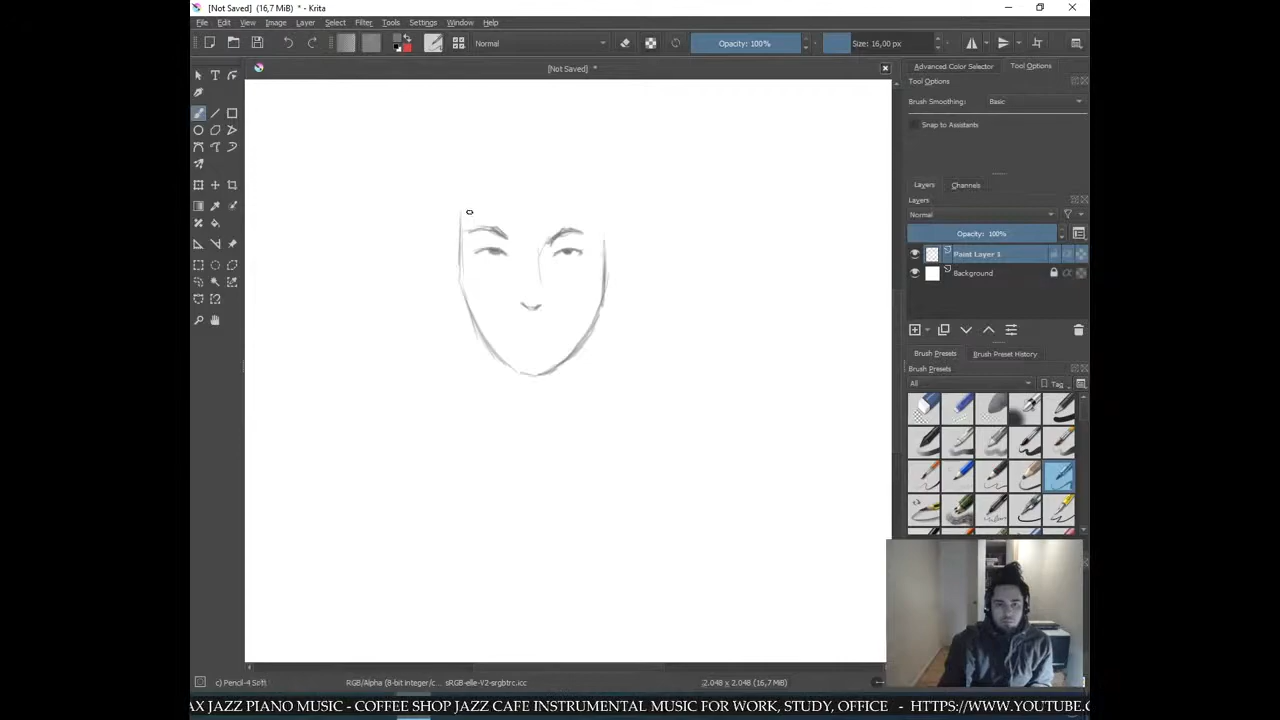 [Not Saved] (16,7 MiB) * - Krita
File Edit View Image Layer Select Filter Tools Settings Window Help
Normal Opacity: 100% Size: 16,00 px
[Not Saved] *
Advanced Color Selector Tool Options
Tool Options
Brush Smoothing: Basic
Snap to Assistants
Layers Channels
Layers
Normal
Opacity: 100%
Paint Layer 1
Background
Brush Presets Brush Preset History
Brush Presets
All Tag
c) Pencil-4 Soft RGB/Alpha (8-bit integer/c... sRGB-elle-V2-srgbtrc.icc 2.048 x 2.048 (16,7 MiB)
AX JAZZ PIANO MUSIC - COFFEE SHOP JAZZ CAFE INSTRUMENTAL MUSIC FOR WORK, STUDY, OFFICE - HTTPS://WWW.YOUTUBE.C